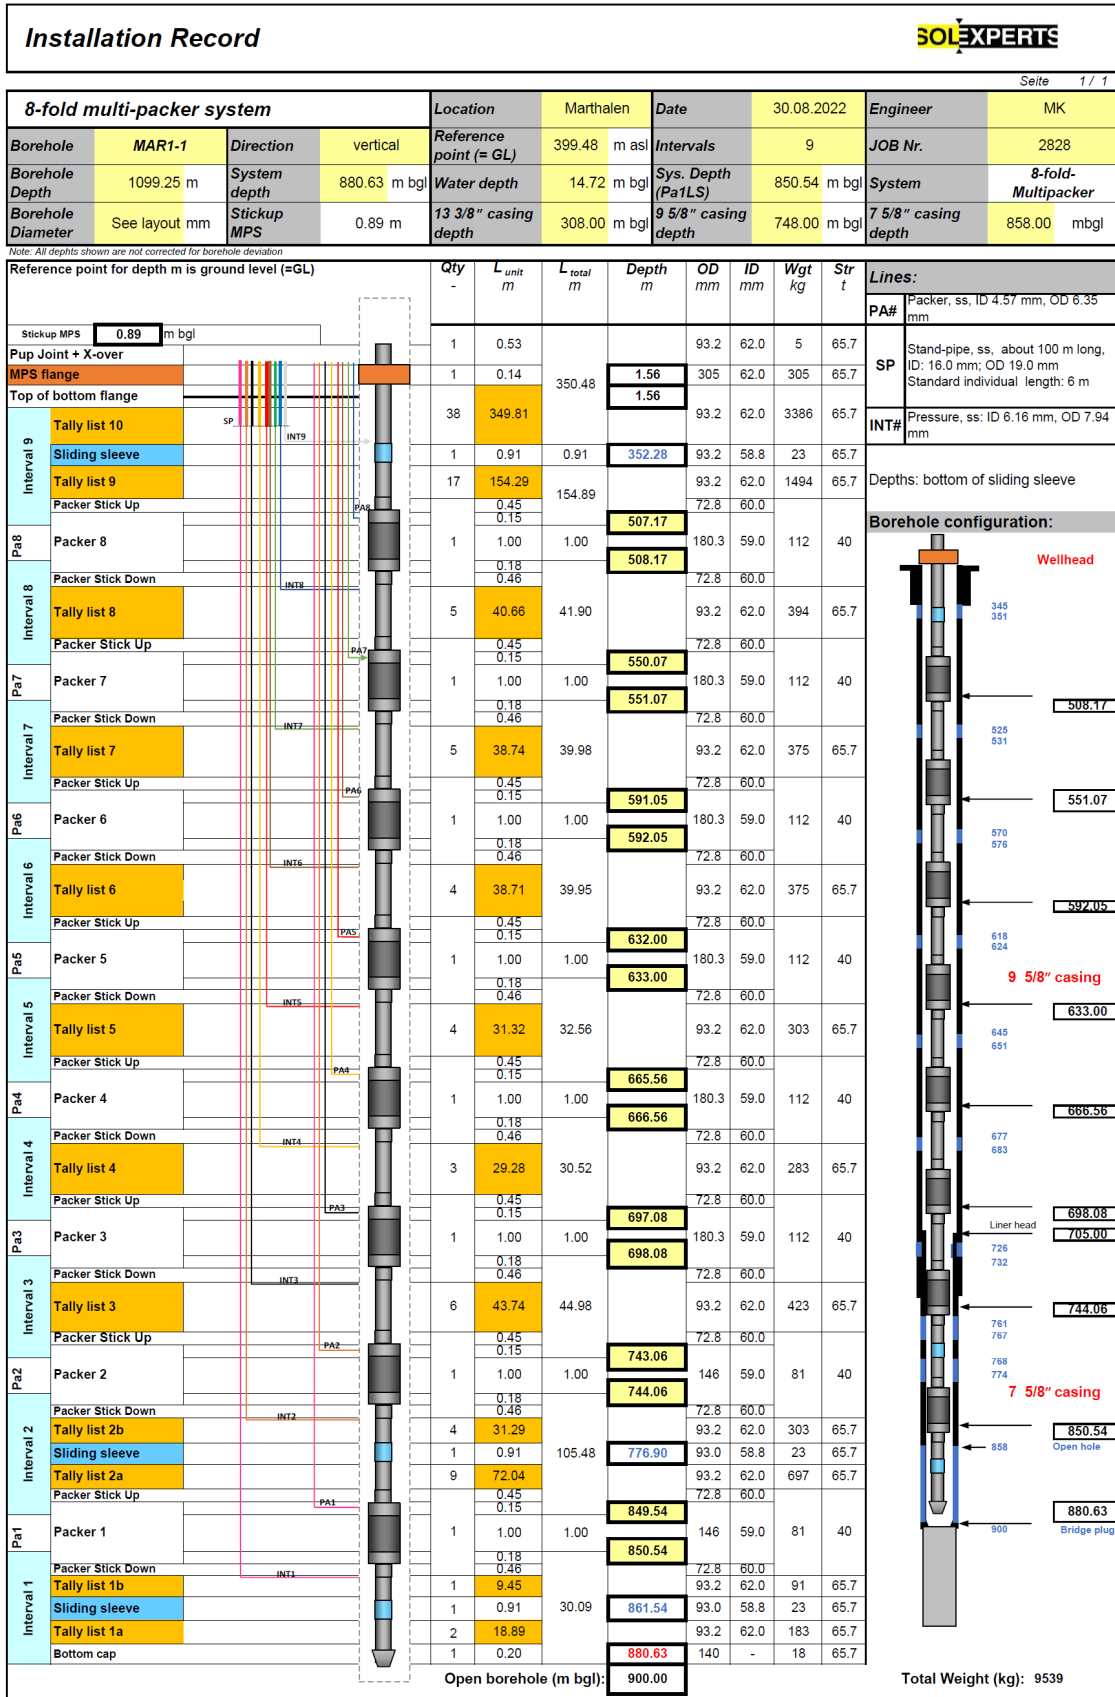 Installation Record
SOLEXPERTS
Seite 1 / 1
8-fold multi-packer system Location Marthalen Date 30.08.2022 Engineer MK
Borehole MAR1-1 Direction vertical Reference point (= GL) 399.48 m asl Intervals 9 JOB Nr. 2828
Borehole Depth 1099.25 m System depth 880.63 m bgl Water depth 14.72 m bgl Sys. Depth (Pa1LS) 850.54 m bgl System 8-fold-Multipacker
Borehole Diameter See layout mm Stickup MPS 0.89 m 13 3/8" casing depth 308.00 m bgl 9 5/8" casing depth 748.00 m bgl 7 5/8" casing depth 858.00 mbgl
Note: All dephts shown are not corrected for borehole deviation
Reference point for depth m is ground level (=GL) Qty - L unit m L total m Depth m OD mm ID mm Wgt kg Str t
Stickup MPS 0.89 m bgl
Pup Joint + X-over 1 0.53 93.2 62.0 5 65.7
MPS flange 1 0.14 350.48 1.56 305 62.0 305 65.7
Top of bottom flange 1.56
SP
Interval 9
Tally list 10 38 349.81 93.2 62.0 3386 65.7
INT9
Sliding sleeve 1 0.91 0.91 352.28 93.2 58.8 23 65.7
Tally list 9 17 154.29 154.89 93.2 62.0 1494 65.7
Packer Stick Up 0.45 72.8 60.0
PA8 0.15 507.17
Pa8 Packer 8 1 1.00 1.00 180.3 59.0 112 40
508.17
0.18
Packer Stick Down 0.46 72.8 60.0
INT8
Interval 8
Tally list 8 5 40.66 41.90 93.2 62.0 394 65.7
Packer Stick Up 0.45 72.8 60.0
PA7 0.15 550.07
Pa7 Packer 7 1 1.00 1.00 180.3 59.0 112 40
551.07
0.18
Packer Stick Down 0.46 72.8 60.0
INT7
Interval 7
Tally list 7 5 38.74 39.98 93.2 62.0 375 65.7
Packer Stick Up 0.45 72.8 60.0
PA6 0.15 591.05
Pa6 Packer 6 1 1.00 1.00 180.3 59.0 112 40
592.05
0.18
Packer Stick Down 0.46 72.8 60.0
INT6
Interval 6
Tally list 6 4 38.71 39.95 93.2 62.0 375 65.7
Packer Stick Up 0.45 72.8 60.0
PA5 0.15 632.00
Pa5 Packer 5 1 1.00 1.00 180.3 59.0 112 40
633.00
0.18
Packer Stick Down 0.46 72.8 60.0
INT5
Interval 5
Tally list 5 4 31.32 32.56 93.2 62.0 303 65.7
Packer Stick Up 0.45 72.8 60.0
PA4 0.15 665.56
Pa4 Packer 4 1 1.00 1.00 180.3 59.0 112 40
666.56
0.18
Packer Stick Down 0.46 72.8 60.0
INT4
Interval 4
Tally list 4 3 29.28 30.52 93.2 62.0 283 65.7
Packer Stick Up 0.45 72.8 60.0
PA3 0.15 697.08
Pa3 Packer 3 1 1.00 1.00 180.3 59.0 112 40
698.08
0.18
Packer Stick Down 0.46 72.8 60.0
INT3
Interval 3
Tally list 3 6 43.74 44.98 93.2 62.0 423 65.7
Packer Stick Up 0.45 72.8 60.0
PA2 0.15 743.06
Pa2 Packer 2 1 1.00 1.00 146 59.0 81 40
744.06
0.18
Packer Stick Down 0.46 72.8 60.0
INT2
Interval 2
Tally list 2b 4 31.29 93.2 62.0 303 65.7
Sliding sleeve 1 0.91 105.48 776.90 93.0 58.8 23 65.7
Tally list 2a 9 72.04 93.2 62.0 697 65.7
Packer Stick Up 0.45 72.8 60.0
PA1 0.15 849.54
Pa1 Packer 1 1 1.00 1.00 146 59.0 81 40
850.54
0.18
Packer Stick Down 0.46 72.8 60.0
INT1
Interval 1
Tally list 1b 1 9.45 93.2 62.0 91 65.7
Sliding sleeve 1 0.91 30.09 861.54 93.0 58.8 23 65.7
Tally list 1a 2 18.89 93.2 62.0 183 65.7
Bottom cap 1 0.20 880.63 140 - 18 65.7
Open borehole (m bgl): 900.00
Lines:
PA# Packer, ss, ID 4.57 mm, OD 6.35
mm
SP Stand-pipe, ss, about 100 m long,
ID: 16.0 mm; OD 19.0 mm
Standard individual length: 6 m
INT# Pressure, ss: ID 6.16 mm, OD 7.94
mm
Depths: bottom of sliding sleeve
Borehole configuration:
Wellhead
345
351
508.17
525
531
551.07
570
576
592.05
618
624
9 5/8" casing
633.00
645
651
666.56
677
683
698.08
Liner head 705.00
726
732
744.06
761
767
768
774
7 5/8" casing
850.54
858 Open hole
880.63
900 Bridge plug
Total Weight (kg): 9539